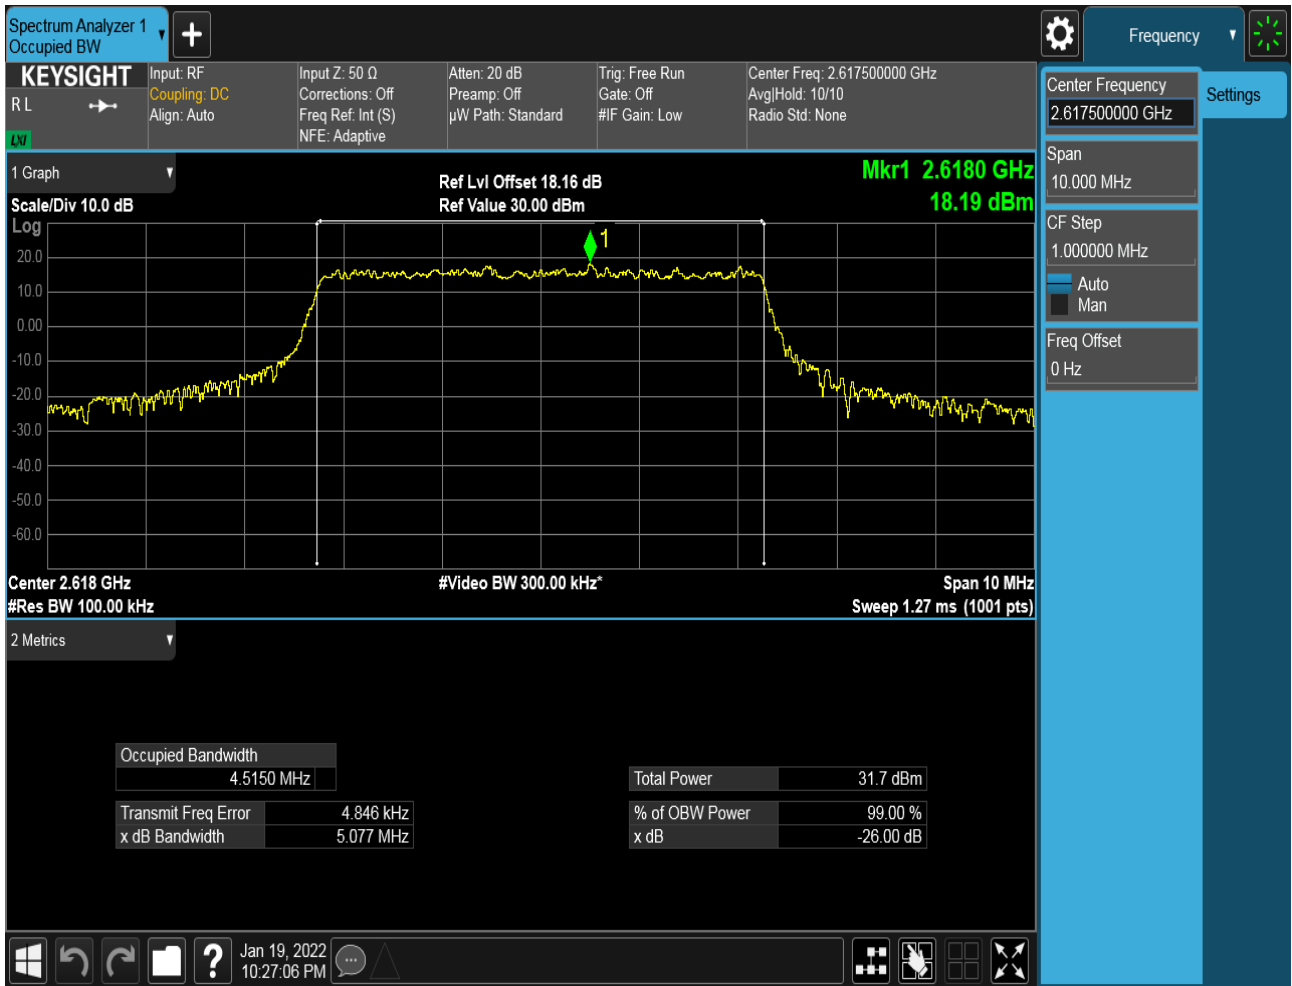 Spectrum Analyzer 1
Occupied BW
Frequency
KEYSIGHT
R L
LXI
Input: RF
Coupling: DC
Align: Auto
Input Z: 50 Ω
Corrections: Off
Freq Ref: Int (S)
NFE: Adaptive
Atten: 20 dB
Preamp: Off
µW Path: Standard
Trig: Free Run
Gate: Off
#IF Gain: Low
Center Freq: 2.617500000 GHz
Avg|Hold: 10/10
Radio Std: None
Center Frequency
2.617500000 GHz
Settings
Span
10.000 MHz
CF Step
1.000000 MHz
Auto
Man
Freq Offset
0 Hz
1 Graph
Scale/Div 10.0 dB
Ref Lvl Offset 18.16 dB
Ref Value 30.00 dBm
Mkr1 2.6180 GHz
18.19 dBm
Log
1
20.0
10.0
0.00
-10.0
-20.0
-30.0
-40.0
-50.0
-60.0
Center 2.618 GHz
#Video BW 300.00 kHz*
Span 10 MHz
#Res BW 100.00 kHz
Sweep 1.27 ms (1001 pts)
2 Metrics
Occupied Bandwidth
4.5150 MHz
Total Power 31.7 dBm
Transmit Freq Error 4.846 kHz
% of OBW Power 99.00 %
x dB Bandwidth 5.077 MHz
x dB -26.00 dB
?
Jan 19, 2022
10:27:06 PM